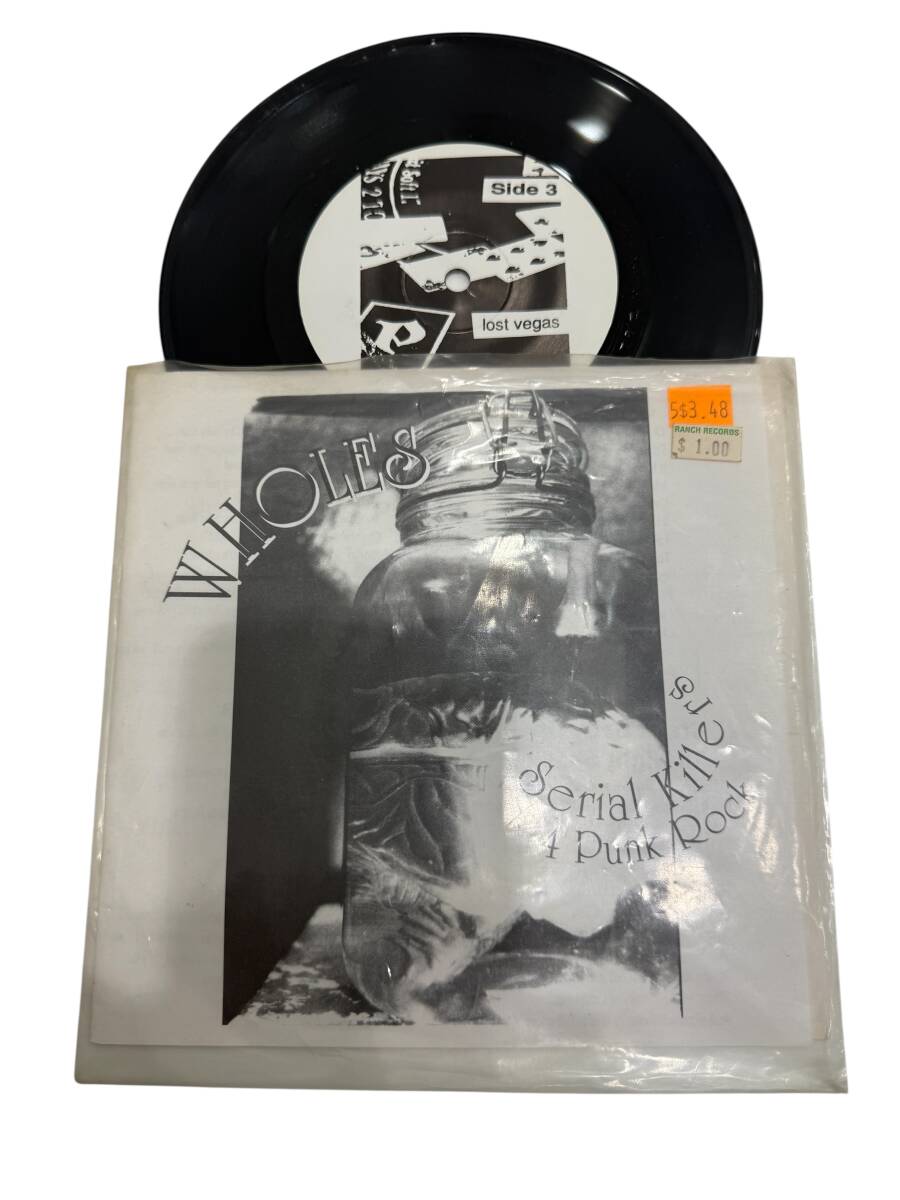 Side 3
lost vegas
5$3.48
RANCH RECORDS
$ 1.00
WHOLES
Serial Killers
4 Punk Rock